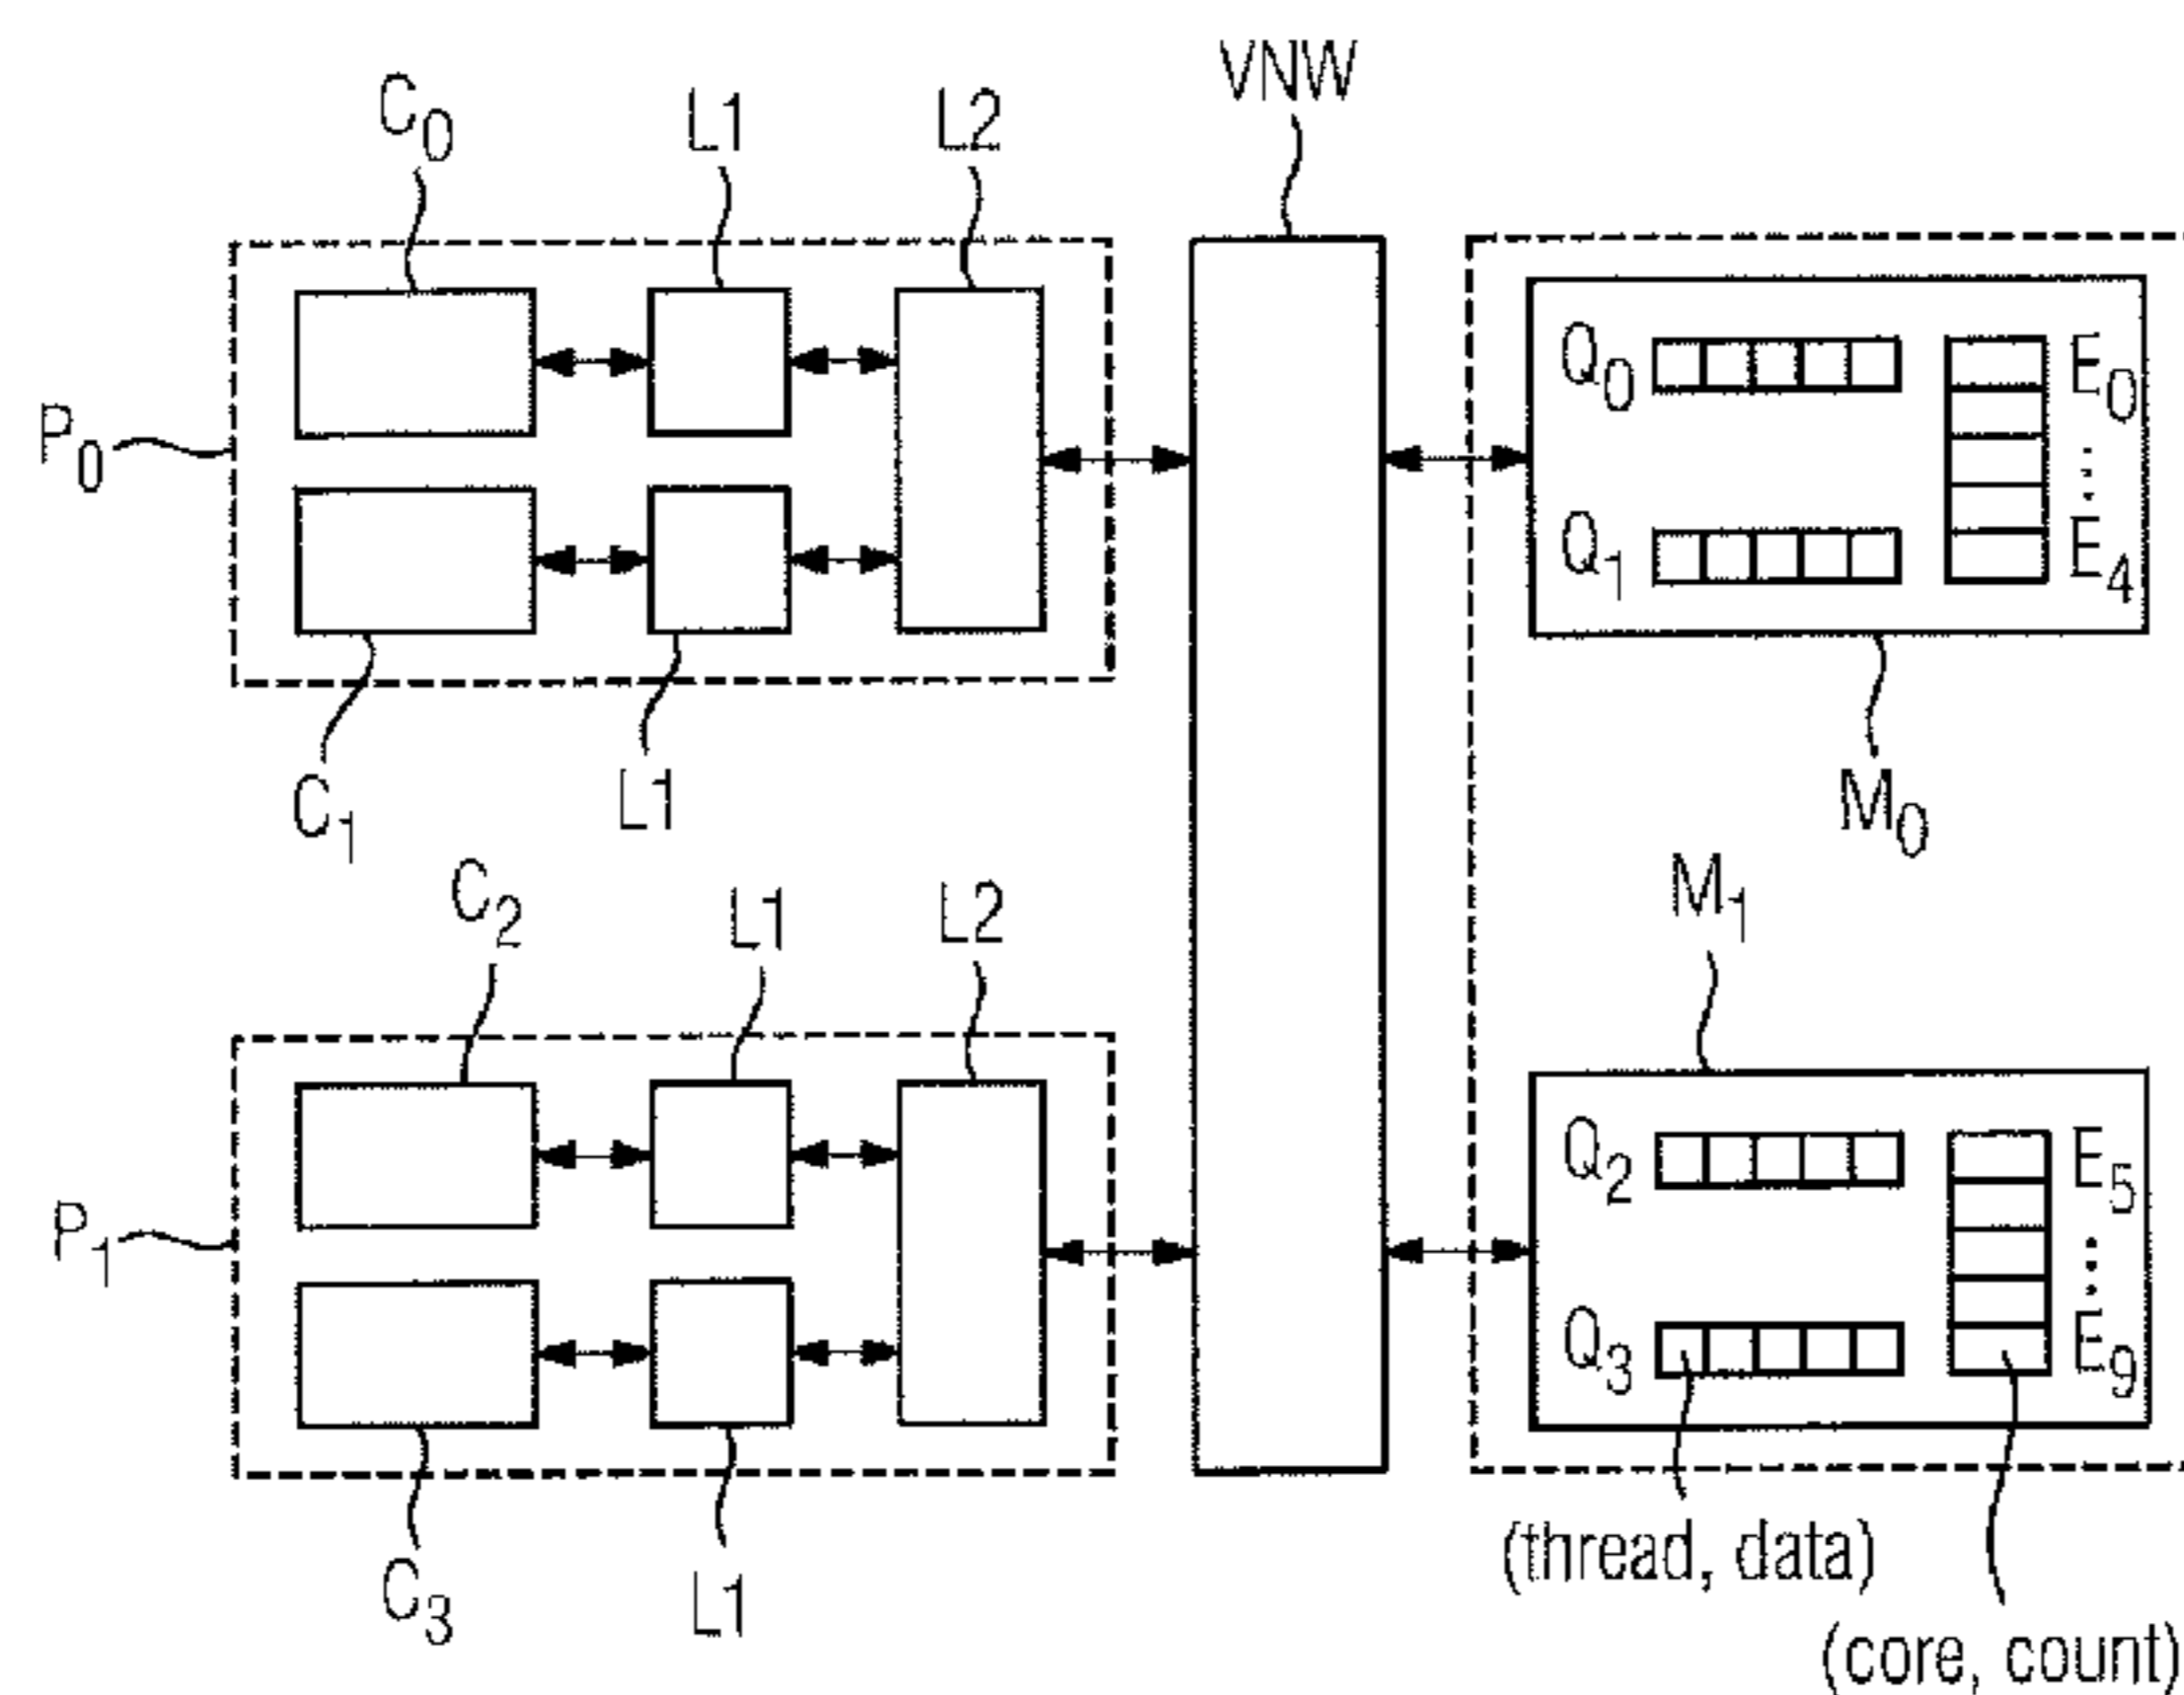 VNW
C0 L1 L2
P0
Q0 E0
Q1 E4
C1 L1 M0
C2 L1 L2 M1
P1
Q2 E5
Q3 E9
C3 L1
(thread, data)
(core, count)